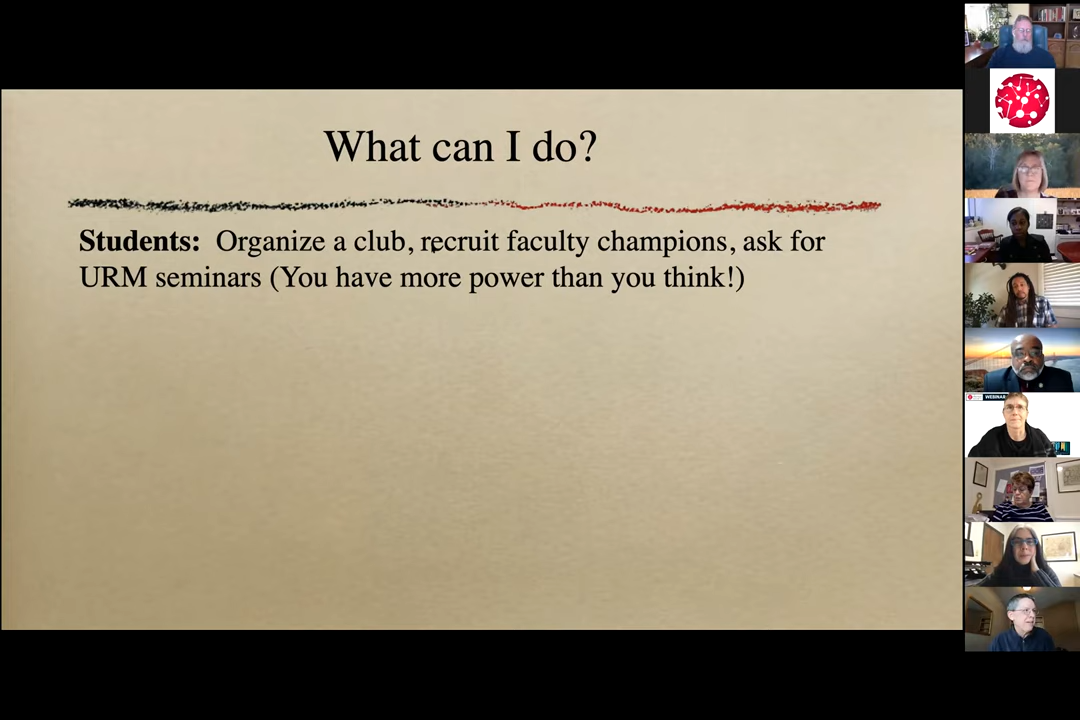 What can I do?
Students: Organize a club, recruit faculty champions, ask for
URM seminars (You have more power than you think!)
WEBINAR